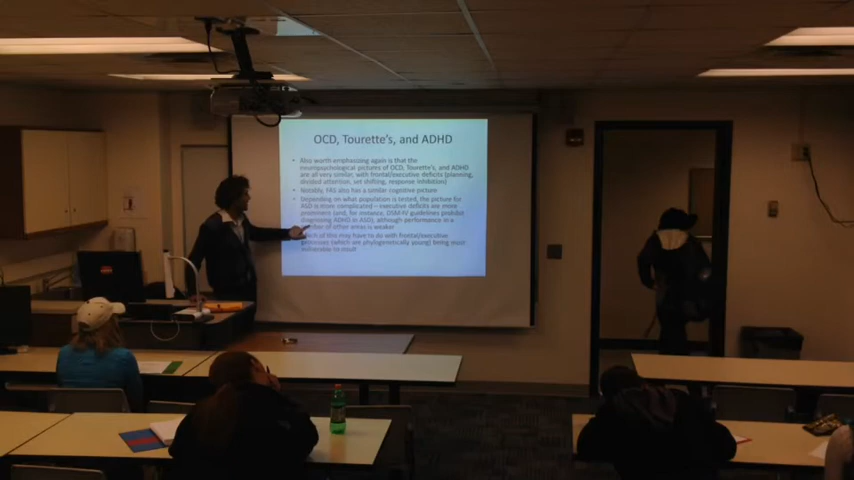 OCD, Tourette's, and ADHD
• Also worth emphasizing again is that the
neuropsychological pictures of OCD, Tourette's, and ADHD
are all very similar, with frontal/executive deficits (planning,
divided attention, set shifting, response inhibition)
• Notably, FAS also has a similar cognitive picture
• Depending on what population is tested, the picture for
ASD is more complicated – executive deficits are more
prominent (and, for instance, DSM-IV guidelines prohibit
diagnosing ADHD in ASD), although performance in a
number of other areas is weaker
of this may have to do with frontal/executive
processes (which are phylogenetically young) being most
vulnerable to insult